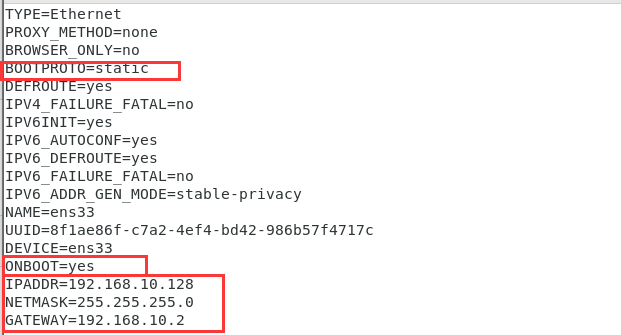 TYPE=Ethernet
PROXY_METHOD=none
BROWSER_ONLY=no
BOOTPROTO=static
DEFROUTE=yes
IPV4_FAILURE_FATAL=no
IPV6INIT=yes
IPV6_AUTOCONF=yes
IPV6_DEFROUTE=yes
IPV6_FAILURE_FATAL=no
IPV6_ADDR_GEN_MODE=stable-privacy
NAME=ens33
UUID=8f1ae86f-c7a2-4ef4-bd42-986b57f4717c
DEVICE=ens33
ONBOOT=yes
IPADDR=192.168.10.128
NETMASK=255.255.255.0
GATEWAY=192.168.10.2